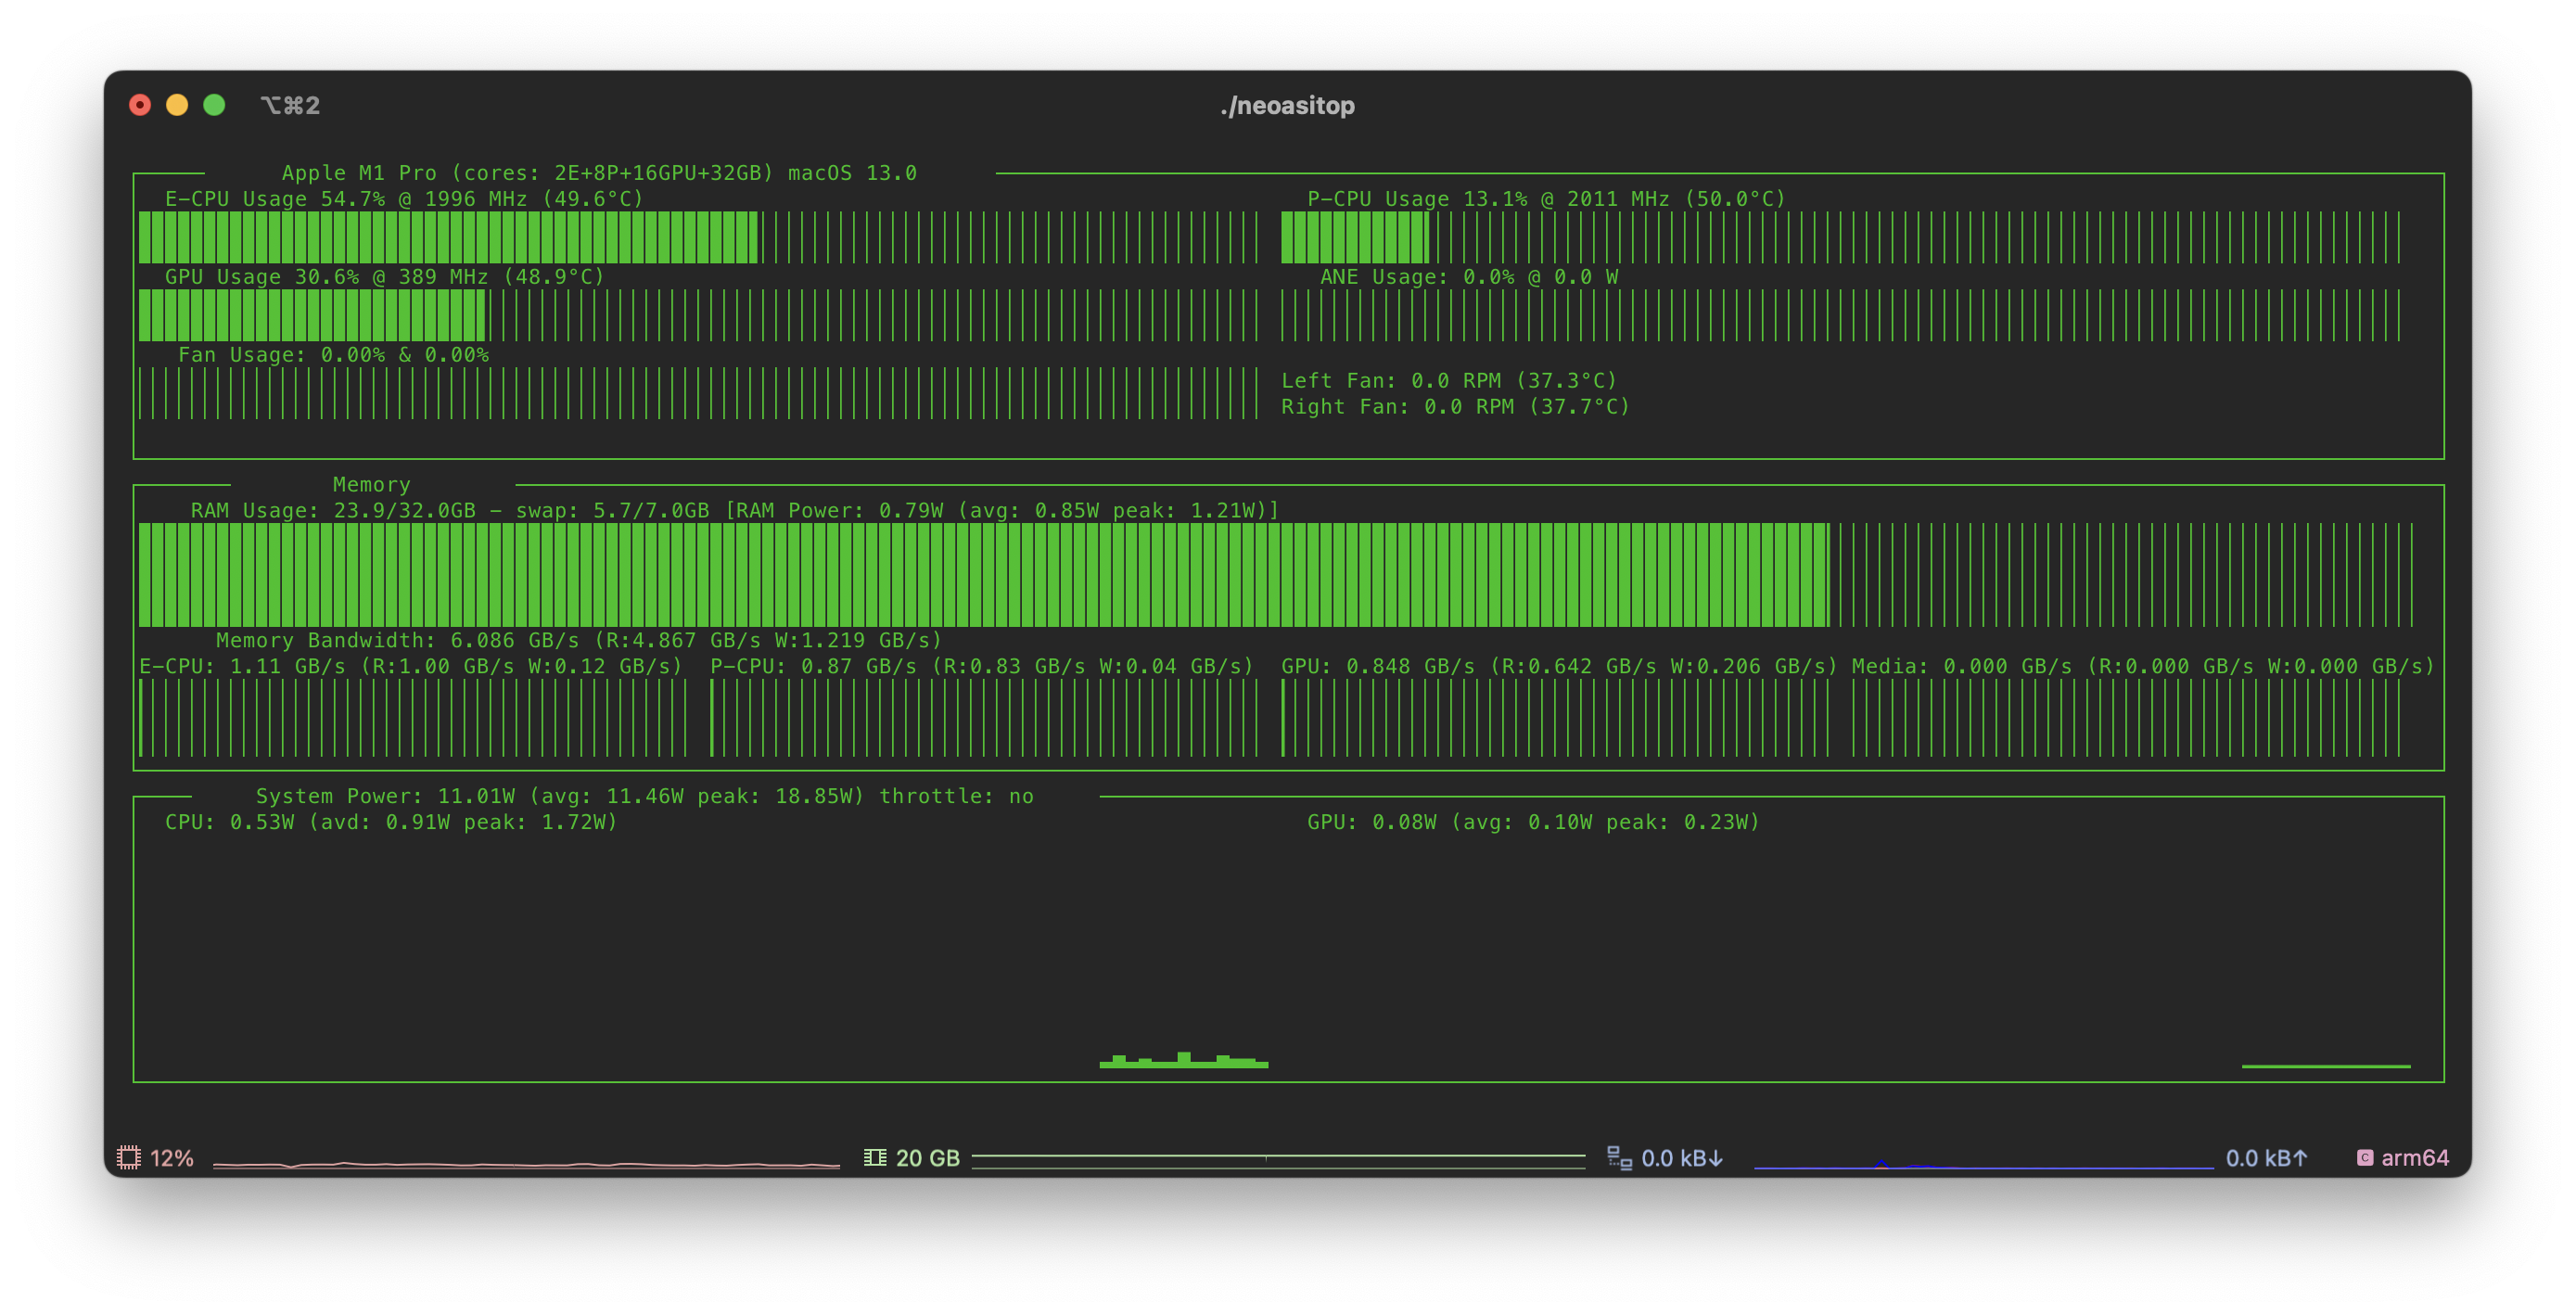 ⌥⌘2
./neoasitop
Apple M1 Pro (cores: 2E+8P+16GPU+32GB) macOS 13.0
E-CPU Usage 54.7% @ 1996 MHz (49.6°C)
P-CPU Usage 13.1% @ 2011 MHz (50.0°C)
GPU Usage 30.6% @ 389 MHz (48.9°C)
ANE Usage: 0.0% @ 0.0 W
Fan Usage: 0.00% & 0.00%
Left Fan: 0.0 RPM (37.3°C)
Right Fan: 0.0 RPM (37.7°C)
Memory
RAM Usage: 23.9/32.0GB - swap: 5.7/7.0GB [RAM Power: 0.79W (avg: 0.85W peak: 1.21W)]
Memory Bandwidth: 6.086 GB/s (R:4.867 GB/s W:1.219 GB/s)
E-CPU: 1.11 GB/s (R:1.00 GB/s W:0.12 GB/s)
P-CPU: 0.87 GB/s (R:0.83 GB/s W:0.04 GB/s)
GPU: 0.848 GB/s (R:0.642 GB/s W:0.206 GB/s)
Media: 0.000 GB/s (R:0.000 GB/s W:0.000 GB/s)
System Power: 11.01W (avg: 11.46W peak: 18.85W) throttle: no
CPU: 0.53W (avd: 0.91W peak: 1.72W)
GPU: 0.08W (avg: 0.10W peak: 0.23W)
12%
20 GB
0.0 kB↓
0.0 kB↑
C arm64